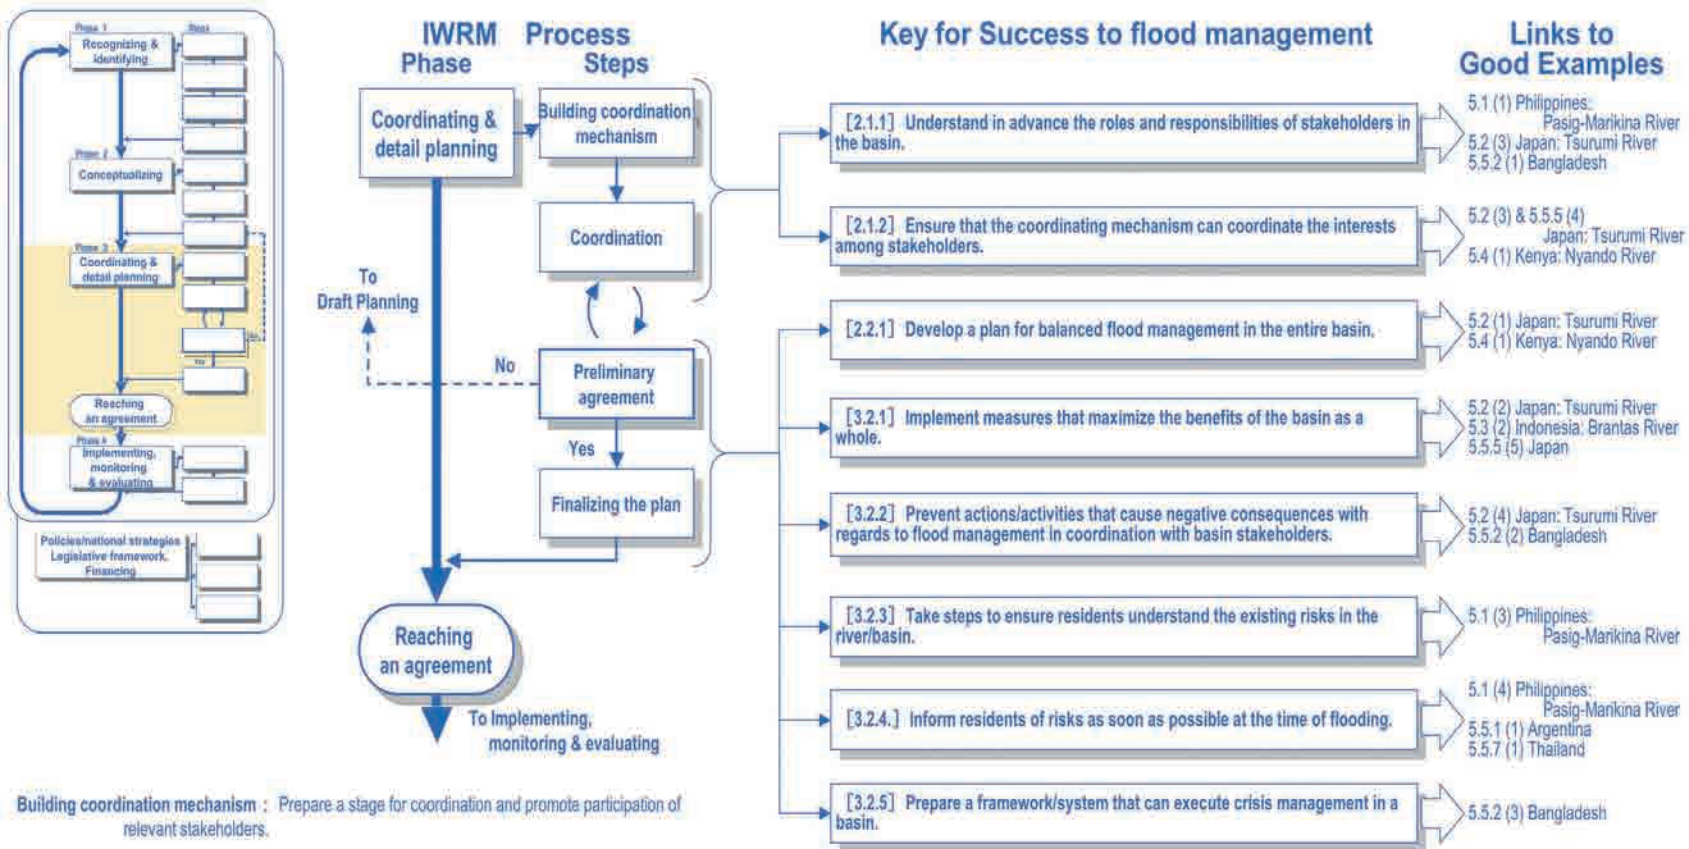 Phase 1
Steps
Recognizing &
Identifying
Phase 2
Conceptualizing
Phase 3
Coordinating &
detail planning
No
Yes
Reaching
an agreement
Phase 4
Implementing,
monitoring
& evaluating
Policies/national strategies
Legislative framework,
Financing
IWRM Process
Phase Steps
Coordinating &
detail planning
Building coordination
mechanism
Coordination
To
Draft Planning
No
Preliminary
agreement
Yes
Finalizing the plan
Reaching
an agreement
To Implementing,
monitoring & evaluating
Key for Success to flood management
Links to
Good Examples
[2.1.1] Understand in advance the roles and responsibilities of stakeholders in
the basin.
5.1 (1) Philippines:
Pasig-Marikina River
5.2 (3) Japan: Tsurumi River
5.5.2 (1) Bangladesh
[2.1.2] Ensure that the coordinating mechanism can coordinate the interests
among stakeholders.
5.2 (3) & 5.5.5 (4)
Japan: Tsurumi River
5.4 (1) Kenya: Nyando River
[2.2.1] Develop a plan for balanced flood management in the entire basin.
5.2 (1) Japan: Tsurumi River
5.4 (1) Kenya: Nyando River
[3.2.1] Implement measures that maximize the benefits of the basin as a
whole.
5.2 (2) Japan: Tsurumi River
5.3 (2) Indonesia: Brantas River
5.5.5 (5) Japan
[3.2.2] Prevent actions/activities that cause negative consequences with
regards to flood management in coordination with basin stakeholders.
5.2 (4) Japan: Tsurumi River
5.5.2 (2) Bangladesh
[3.2.3] Take steps to ensure residents understand the existing risks in the
river/basin.
5.1 (3) Philippines:
Pasig-Marikina River
[3.2.4.] Inform residents of risks as soon as possible at the time of flooding.
5.1 (4) Philippines:
Pasig-Marikina River
5.5.1 (1) Argentina
5.5.7 (1) Thailand
[3.2.5] Prepare a framework/system that can execute crisis management in a
basin.
5.5.2 (3) Bangladesh
Building coordination mechanism : Prepare a stage for coordination and promote participation of
relevant stakeholders.